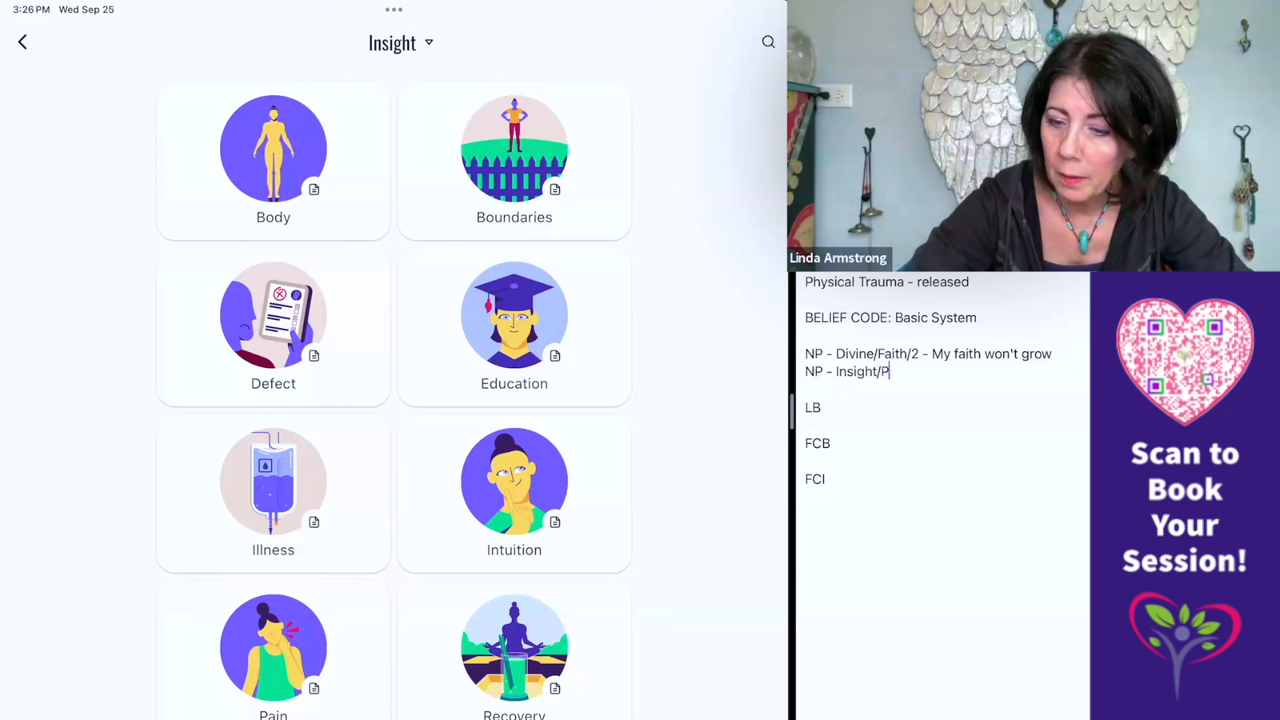 3:26 PM Wed Sep 25
Insight
Body
Boundaries
Defect
Education
Illness
Intuition
Pain
Recovery
Linda Armstrong
Physical Trauma - released
BELIEF CODE: Basic System
NP - Divine/Faith/2 - My faith won't grow
NP - Insight/P
LB
FCB
FCI
Scan to
Book
Your
Session!